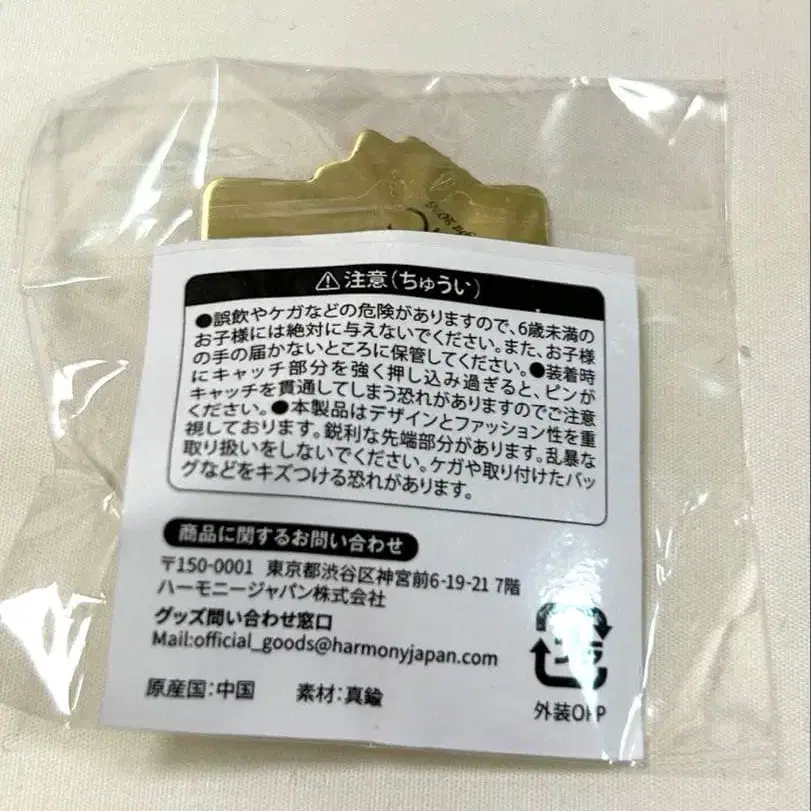 ⚠注意(ちゅうい)
●誤飲やケガなどの危険がありますので、6歳未満の
お子様には絶対に与えないでください。また、お子様
の手の届かないところに保管してください。●装着時
にキャッチ部分を強く押し込み過ぎると、ピンが
キャッチを貫通してしまう恐れがありますのでご注意
ください。●本製品はデザインとファッション性を重
視しております。鋭利な先端部分があります。乱暴な
取り扱いをしないでください。ケガや取り付けたバッ
グなどをキズつける恐れがあります。
商品に関するお問い合わせ
〒150-0001 東京都渋谷区神宮前6-19-21 7階
ハーモニージャパン株式会社
グッズ問い合わせ窓口
Mail:official_goods@harmonyjapan.com
原産国:中国 素材:真鍮
プラ
外装OPP